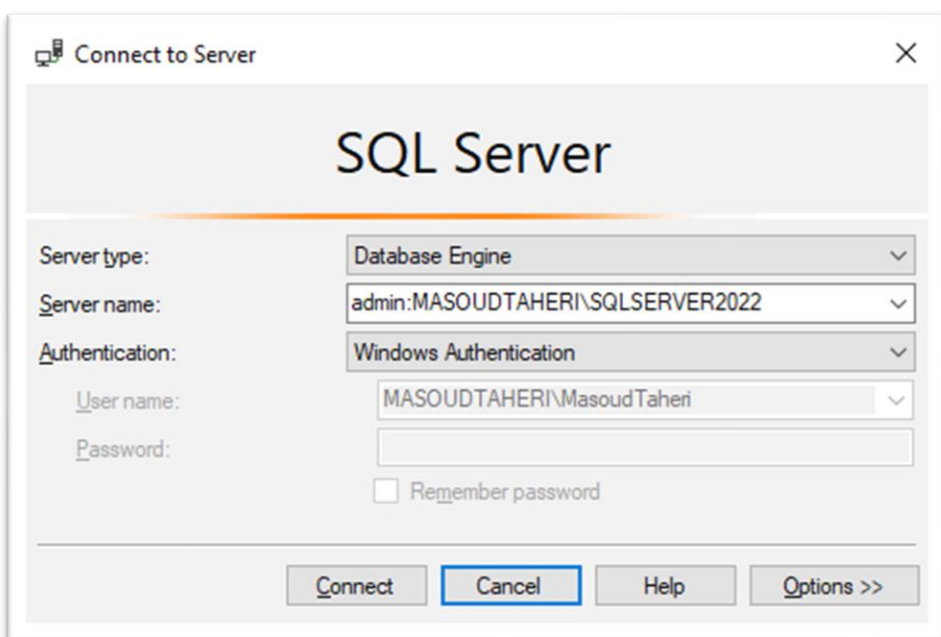 Connect to Server
SQL Server
Server type: Database Engine
Server name: admin:MASOUDTAHERI\SQLSERVER2022
Authentication: Windows Authentication
User name: MASOUDTAHERI\MasoudTaheri
Password:
Remember password
Connect Cancel Help Options >>